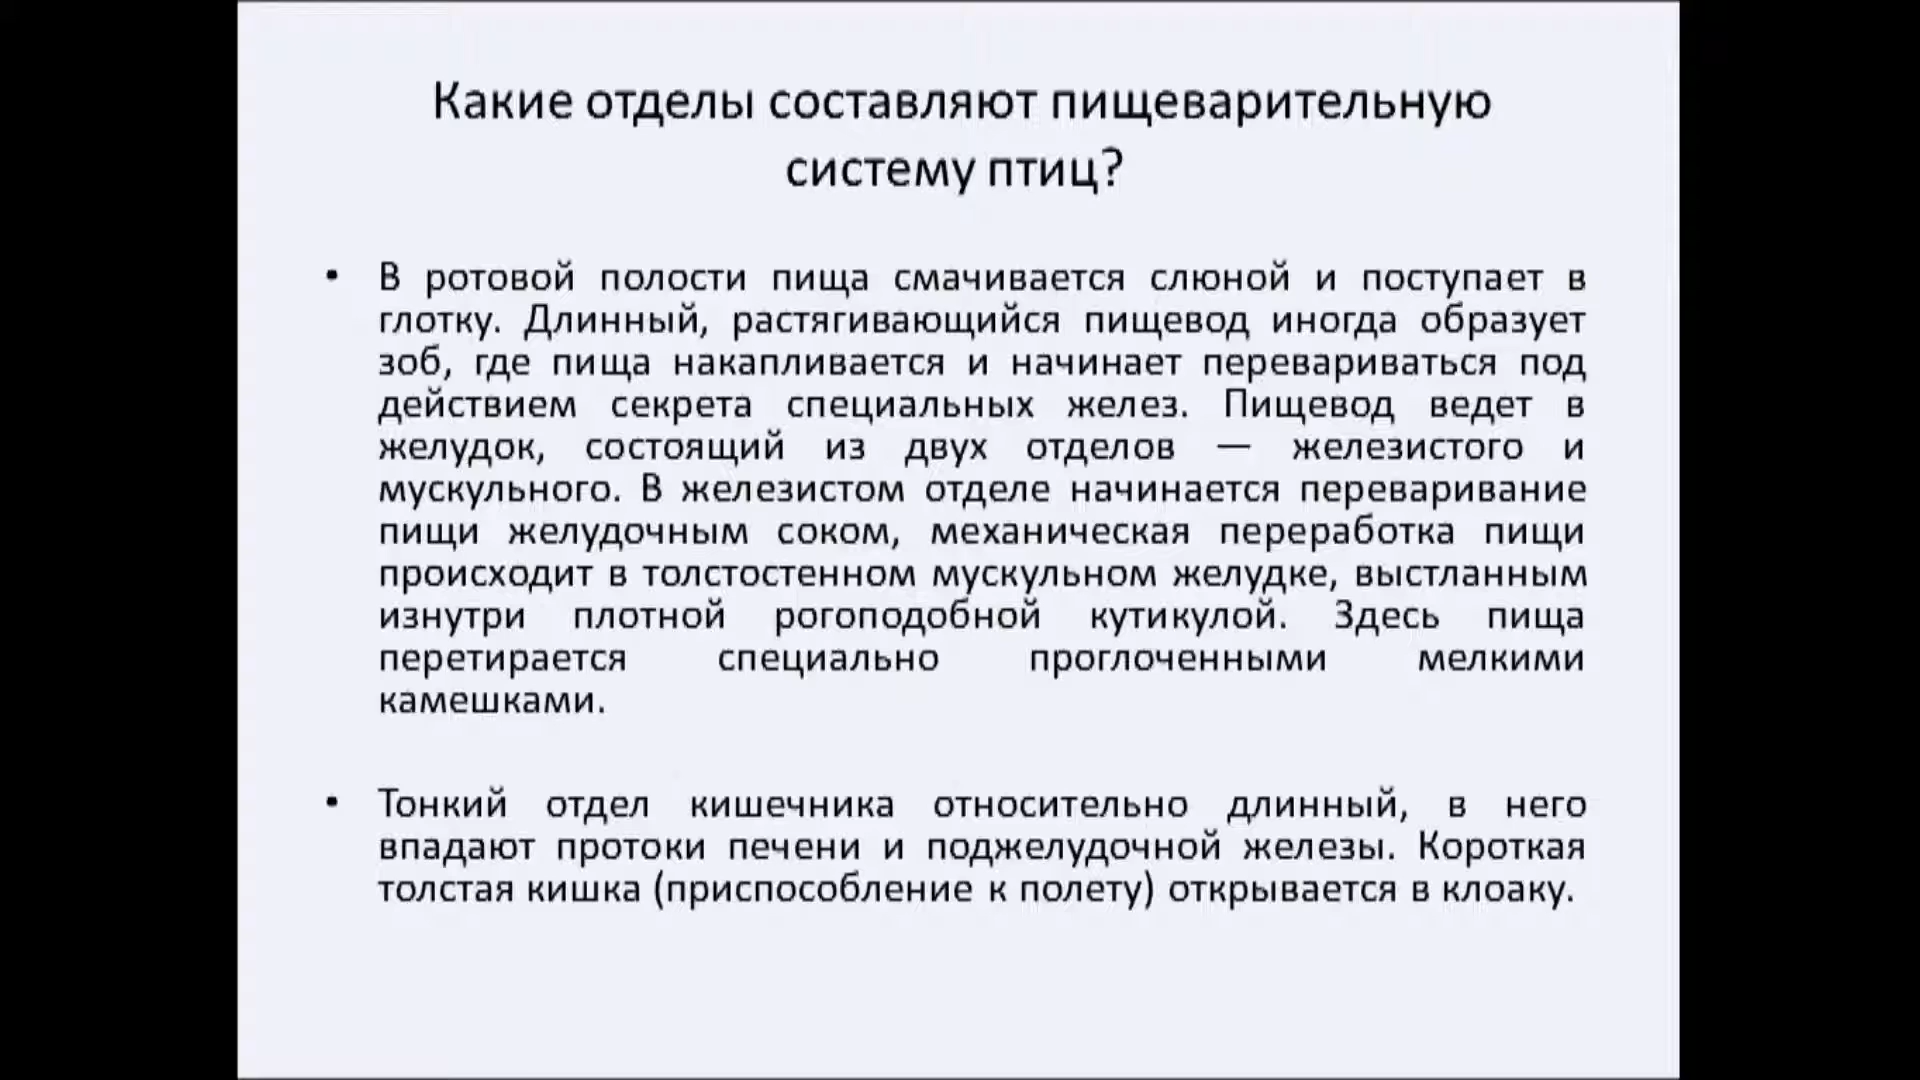 Какие отделы составляют пищеварительную
систему птиц?
• В ротовой полости пища смачивается слюной и поступает в
глотку. Длинный, растягивающийся пищевод иногда образует
зоб, где пища накапливается и начинает перевариваться под
действием секрета специальных желез. Пищевод ведет в
желудок, состоящий из двух отделов — железистого и
мускульного. В железистом отделе начинается переваривание
пищи желудочным соком, механическая переработка пищи
происходит в толстостенном мускульном желудке, выстланным
изнутри плотной рогоподобной кутикулой. Здесь пища
перетирается специально проглоченными мелкими
камешками.
• Тонкий отдел кишечника относительно длинный, в него
впадают протоки печени и поджелудочной железы. Короткая
толстая кишка (приспособление к полету) открывается в клоаку.